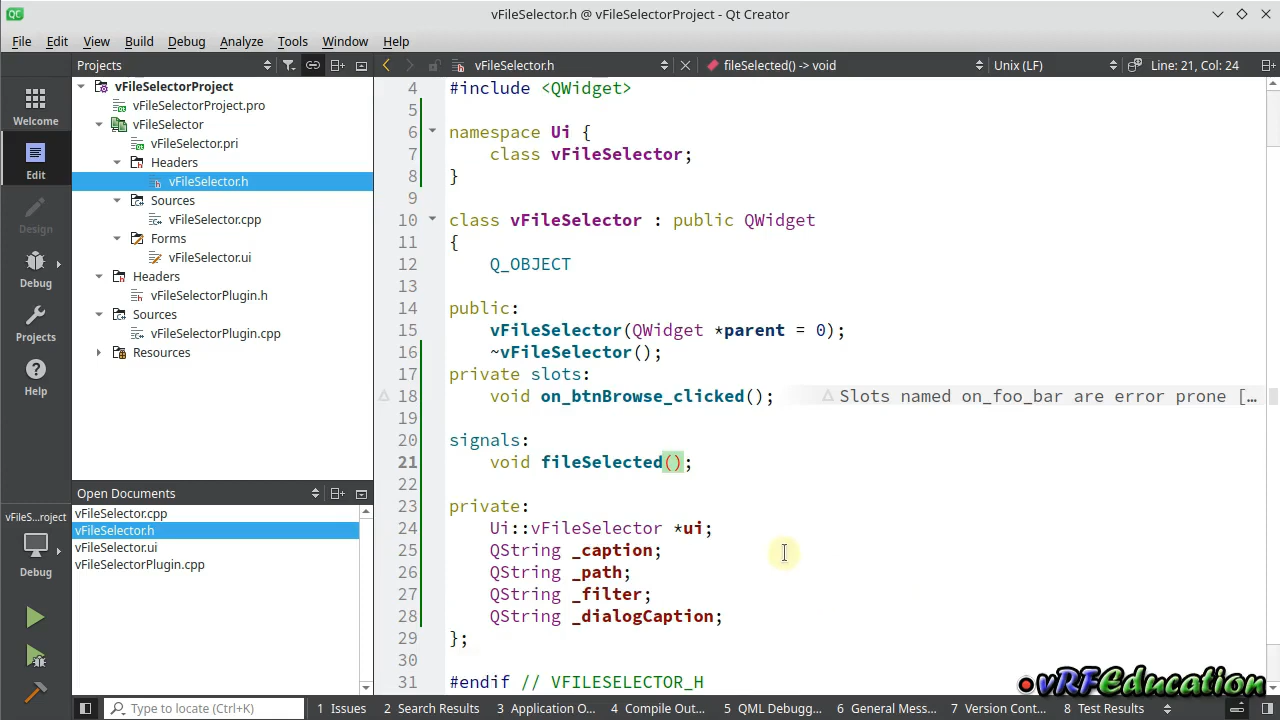 vFileSelector.h @ vFileSelectorProject - Qt Creator
File Edit View Build Debug Analyze Tools Window Help
Projects
vFileSelector.h
fileSelected() -> void
Unix (LF)
Line: 21, Col: 24
Welcome
Edit
Design
Debug
Projects
Help
vFileS...roject
Debug
vFileSelectorProject
vFileSelectorProject.pro
vFileSelector
vFileSelector.pri
Headers
vFileSelector.h
Sources
vFileSelector.cpp
Forms
vFileSelector.ui
Headers
vFileSelectorPlugin.h
Sources
vFileSelectorPlugin.cpp
Resources
Open Documents
vFileSelector.cpp
vFileSelector.h
vFileSelector.ui
vFileSelectorPlugin.cpp
4 #include <QWidget>
5
6 namespace Ui {
7 class vFileSelector;
8 }
9
10 class vFileSelector : public QWidget
11 {
12 Q_OBJECT
13
14 public:
15 vFileSelector(QWidget *parent = 0);
16 ~vFileSelector();
17 private slots:
18 void on_btnBrowse_clicked(); Slots named on_foo_bar are error prone [...
19
20 signals:
21 void fileSelected();
22
23 private:
24 Ui::vFileSelector *ui;
25 QString _caption;
26 QString _path;
27 QString _filter;
28 QString _dialogCaption;
29 };
30
31 #endif // VFILESELECTOR_H
vRFEducation
Type to locate (Ctrl+K)
1 Issues
2 Search Results
3 Application O...
4 Compile Out...
5 QML Debugg...
6 General Mess...
7 Version Cont...
8 Test Results